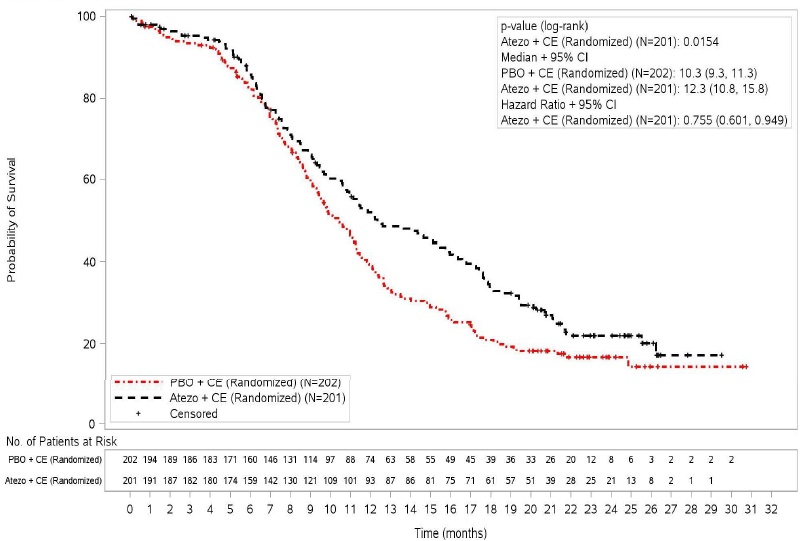 p-value (log-rank)
Atezo + CE (Randomized) (N=201): 0.0154
Median + 95% CI
PBO + CE (Randomized) (N=202): 10.3 (9.3, 11.3)
Atezo + CE (Randomized) (N=201): 12.3 (10.8, 15.8)
Hazard Ratio + 95% CI
Atezo + CE (Randomized) (N=201): 0.755 (0.601, 0.949)
Probability of Survival
100
80
60
40
20
0
PBO + CE (Randomized) (N=202)
Atezo + CE (Randomized) (N=201)
+ Censored
No. of Patients at Risk
PBO + CE (Randomized) 202 194 189 186 183 171 160 146 131 114 97 88 74 63 58 55 49 45 39 36 33 26 20 12 8 6 3 2 2 2 2
Atezo + CE (Randomized) 201 191 187 182 180 174 159 142 130 121 109 101 93 87 86 81 75 71 61 57 51 39 28 25 21 13 8 2 1 1
0 1 2 3 4 5 6 7 8 9 10 11 12 13 14 15 16 17 18 19 20 21 22 23 24 25 26 27 28 29 30 31 32
Time (months)